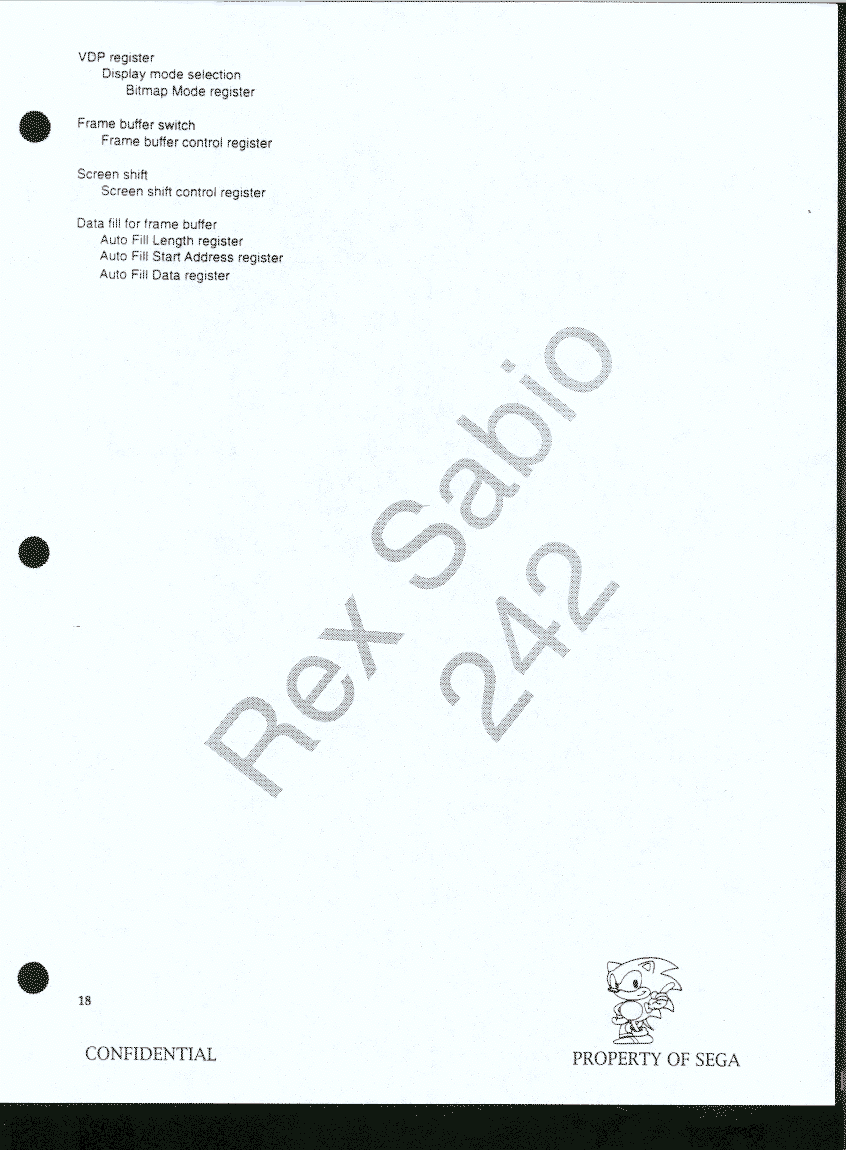 VDP register
Display mode selection
Bitmap Mode register
Frame buffer switch
Frame buffer control register
Screen shift
Screen shift control register
Data fill for frame buffer
Auto Fill Length register
Auto Fill Start Address register
Auto Fill Data register
Rex Sabio
242
18
CONFIDENTIAL
PROPERTY OF SEGA